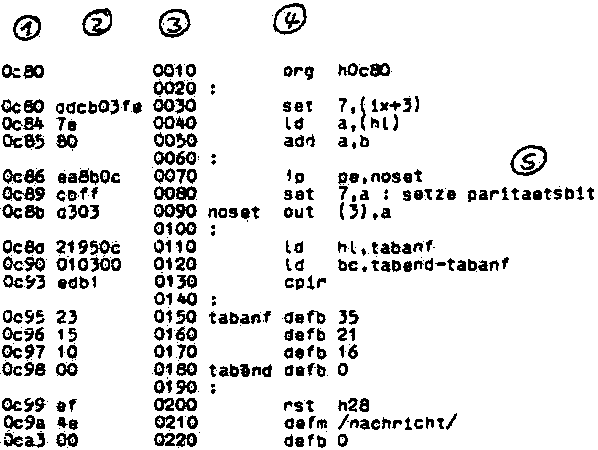 1 2 3 4
0c80 0010 org h0c80
0020 :
0c80 ddcb03fe 0030 set 7,(ix+3)
0c84 7e 0040 ld a,(hl)
0c85 80 0050 add a,b
0060 :
5
0c86 ea8b0c 0070 jp pe,noset
0c89 cbff 0080 set 7,a : setze paritaetsbit
0c8b d303 0090 noset out (3),a
0100 :
0c8d 21950c 0110 ld hl,tabanf
0c90 010300 0120 ld bc,tabend-tabanf
0c93 edb1 0130 cpir
0140 :
0c95 23 0150 tabanf defb 35
0c96 15 0160 defb 21
0c97 10 0170 defb 16
0c98 00 0180 tabend defb 0
0190 :
0c99 ef 0200 rst h28
0c9a 4e 0210 defm /nachricht/
0ca3 00 0220 defb 0